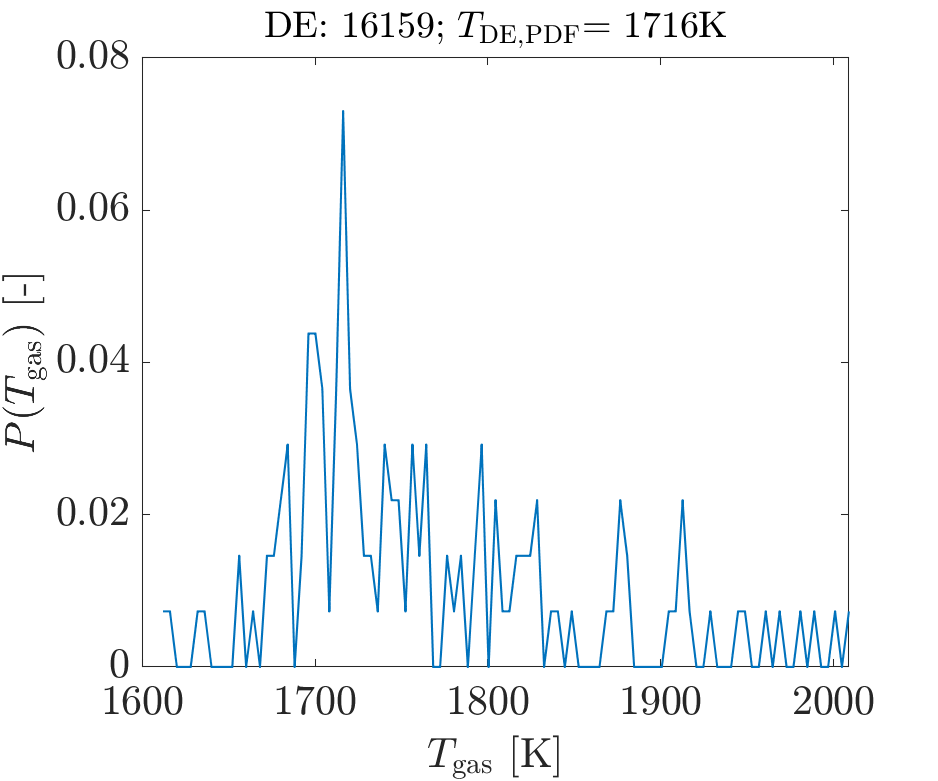 DE: 16159; T_DE,PDF= 1716K
0.08
0.06
0.04
0.02
0
P(T_gas) [-]
1600 1700 1800 1900 2000
T_gas [K]